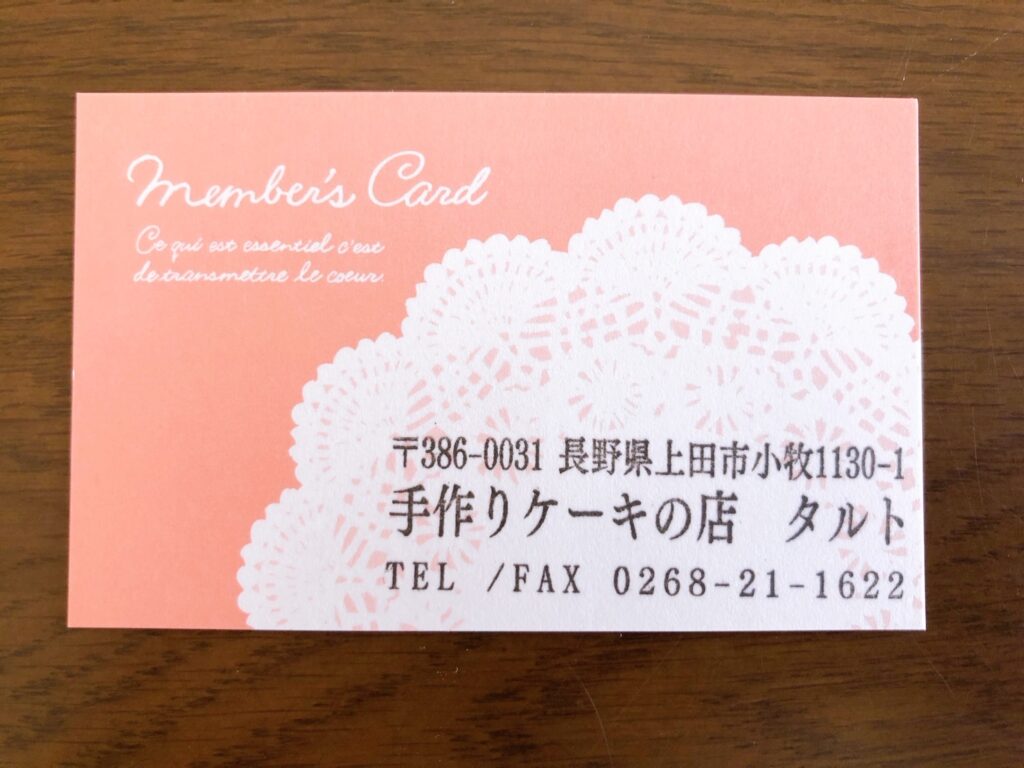 Member's Card
Ce qui est essentiel c'est
de transmettre le coeur.
〒386-0031 長野県上田市小牧1130-1
手作りケーキの店 タルト
TEL /FAX 0268-21-1622